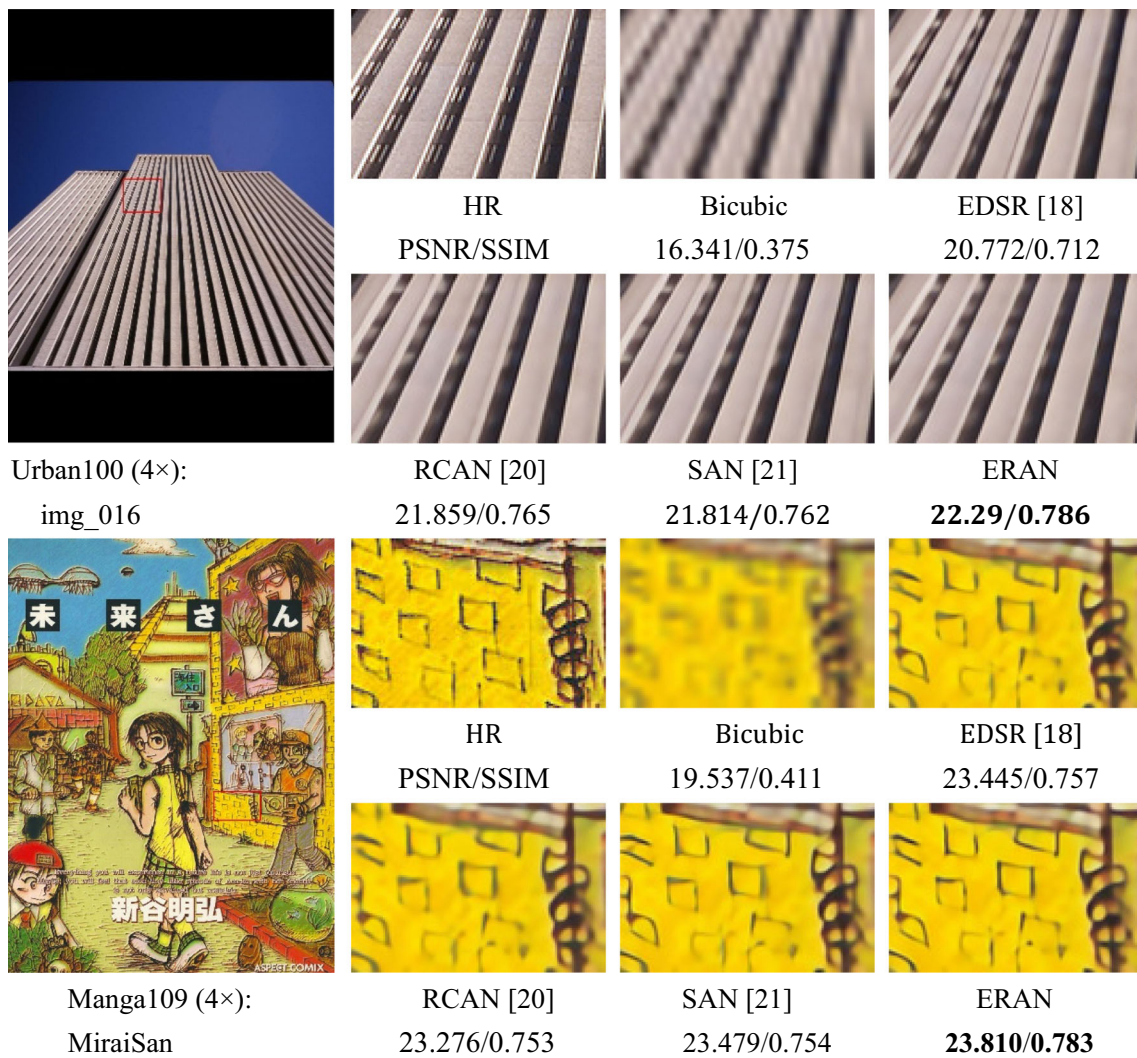 HR
Bicubic
EDSR [18]
PSNR/SSIM
16.341/0.375
20.772/0.712
Urban100 (4×):
img_016
RCAN [20]
SAN [21]
ERAN
21.859/0.765
21.814/0.762
22.29/0.786
未来さん
新谷明弘
ASPECT COMIX
HR
Bicubic
EDSR [18]
PSNR/SSIM
19.537/0.411
23.445/0.757
Manga109 (4×):
MiraiSan
RCAN [20]
SAN [21]
ERAN
23.276/0.753
23.479/0.754
23.810/0.783